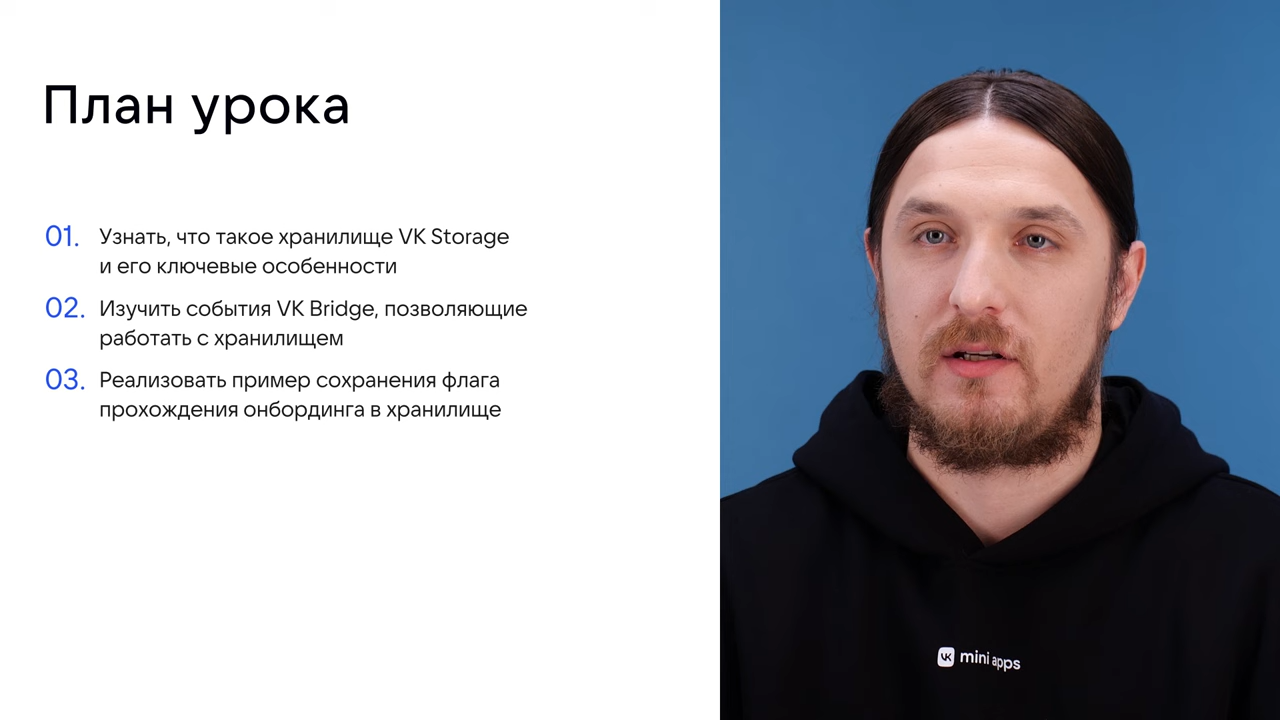 План урока
01. Узнать, что такое хранилище VK Storage
и его ключевые особенности
02. Изучить события VK Bridge, позволяющие
работать с хранилищем
03. Реализовать пример сохранения флага
прохождения онбординга в хранилище
VK mini apps